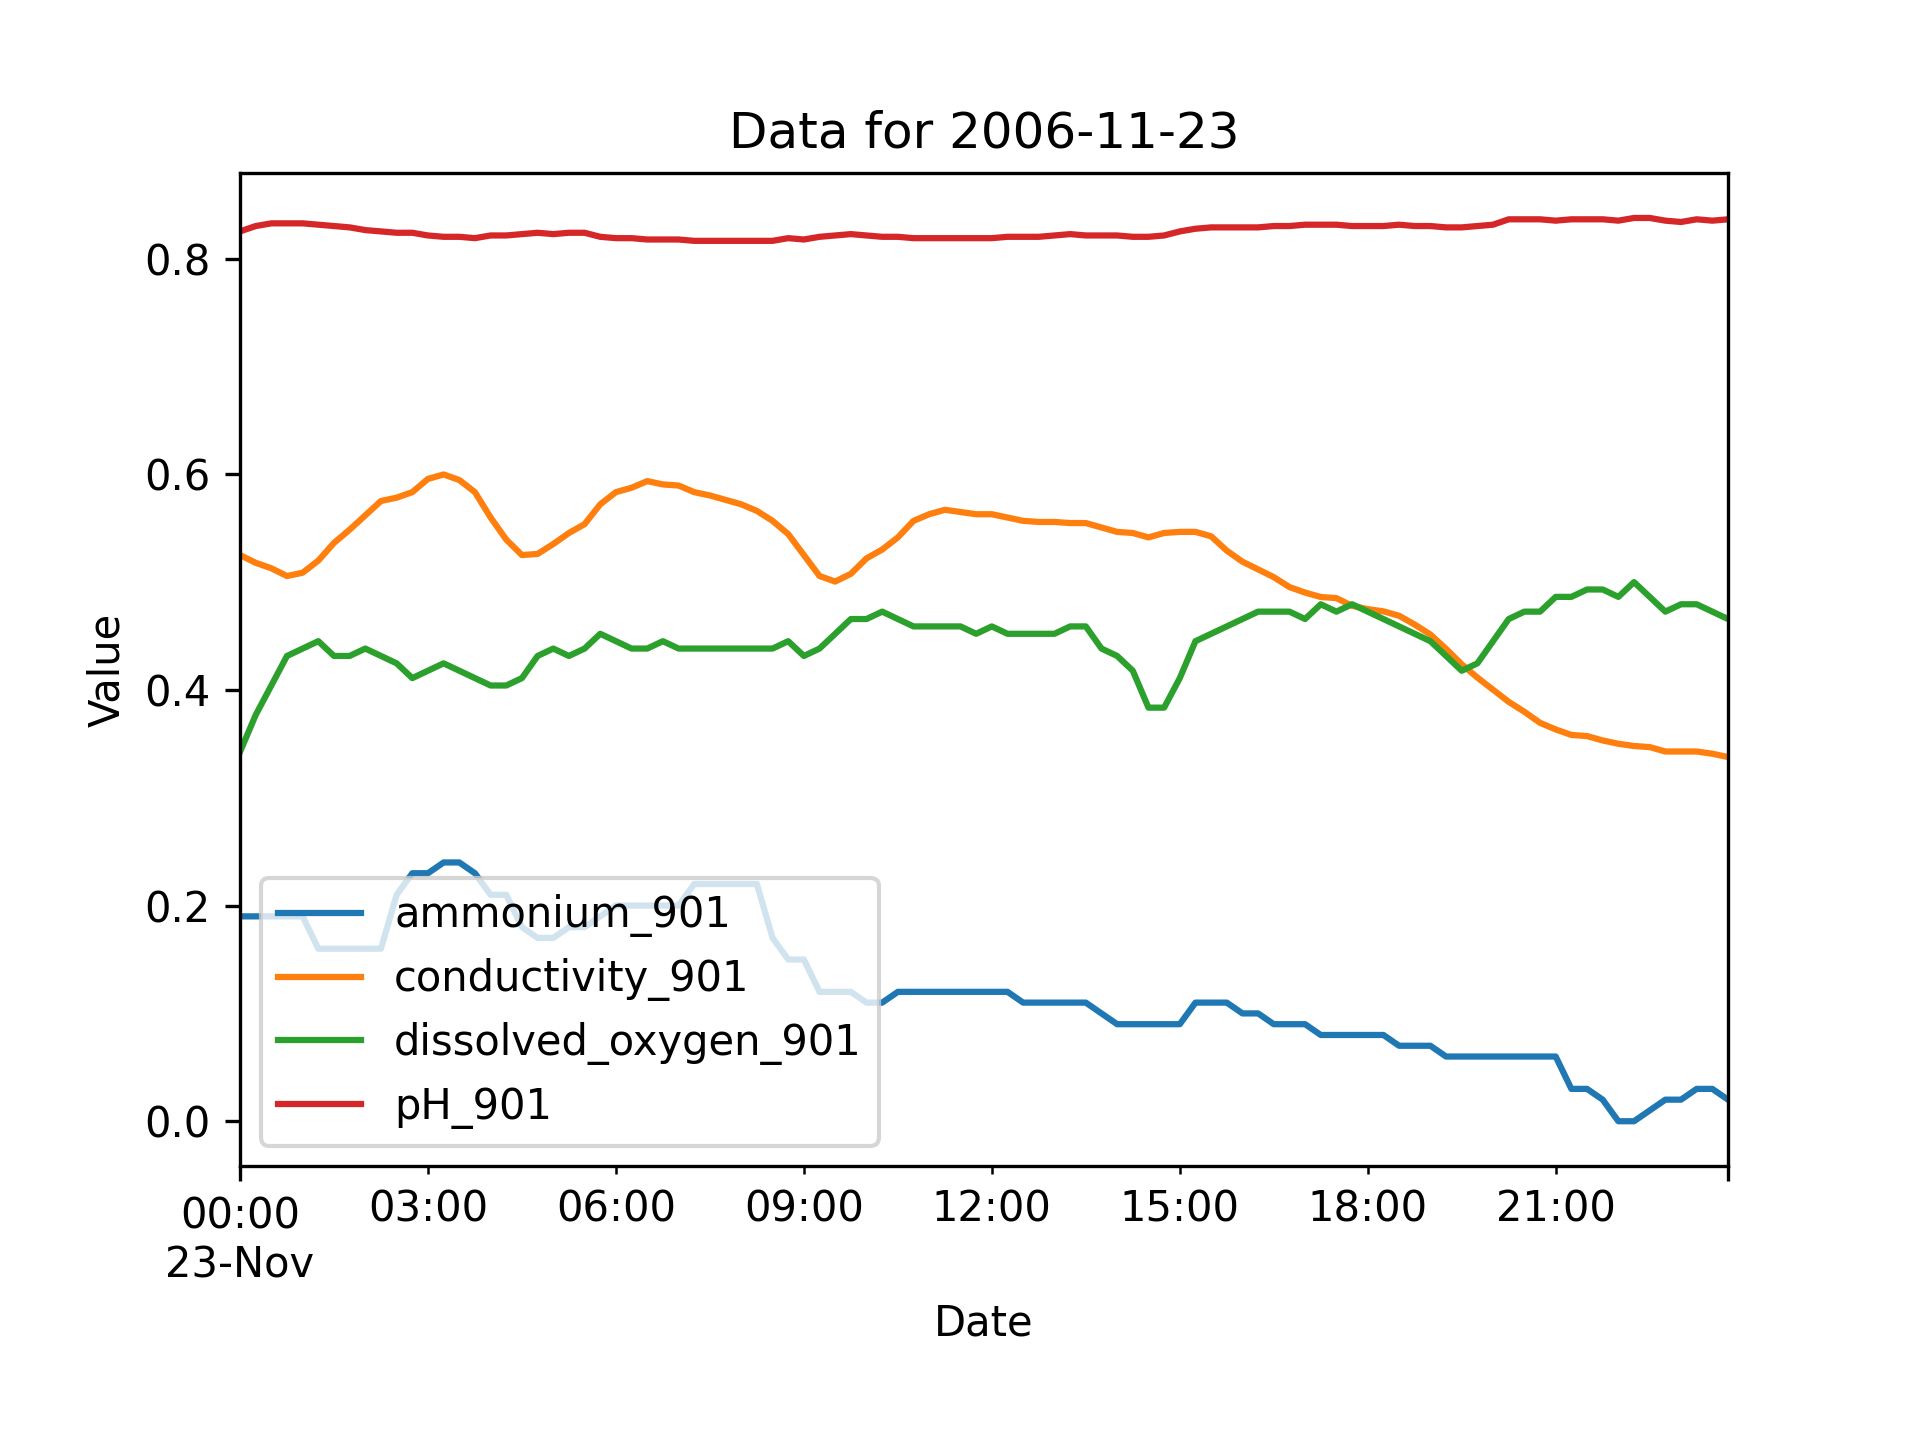 Data for 2006-11-23
Value
0.8
0.6
0.4
0.2
0.0
ammonium_901
conductivity_901
dissolved_oxygen_901
pH_901
00:00 03:00 06:00 09:00 12:00 15:00 18:00 21:00
23-Nov
Date